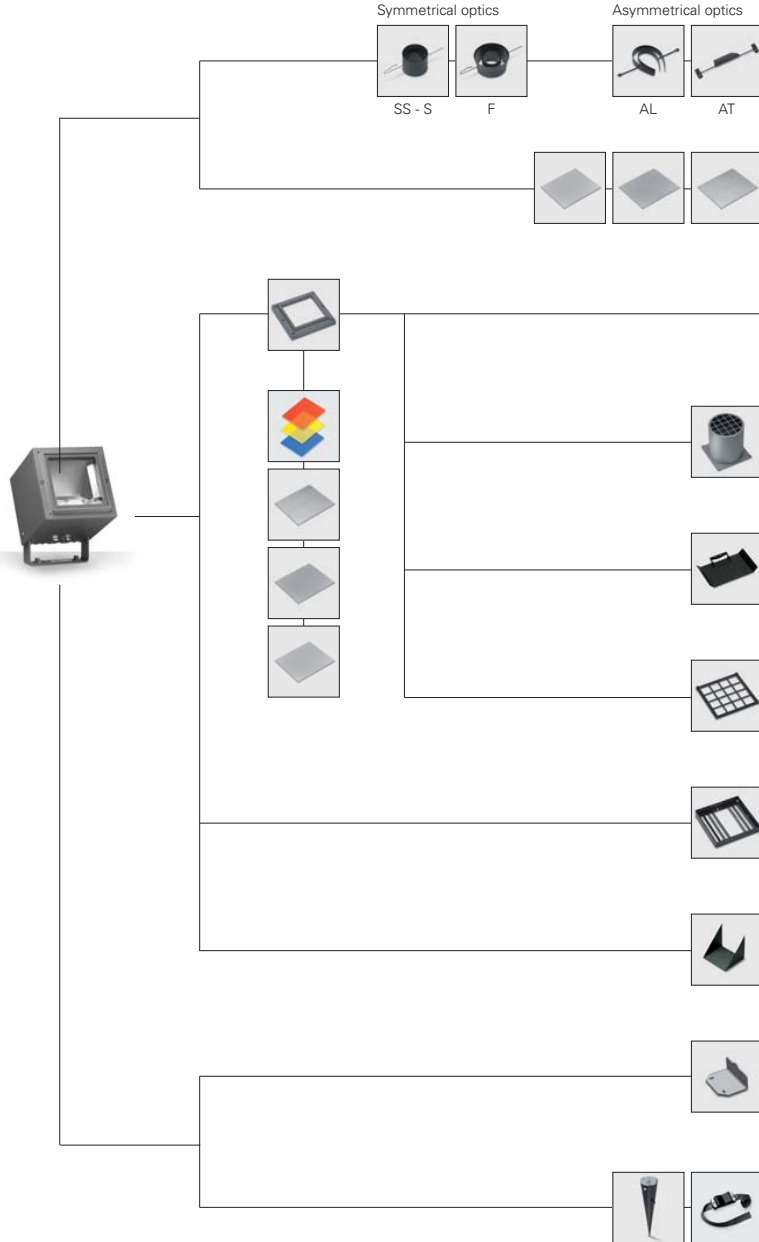 Symmetrical optics
Asymmetrical optics
SS - S
F
AL
AT